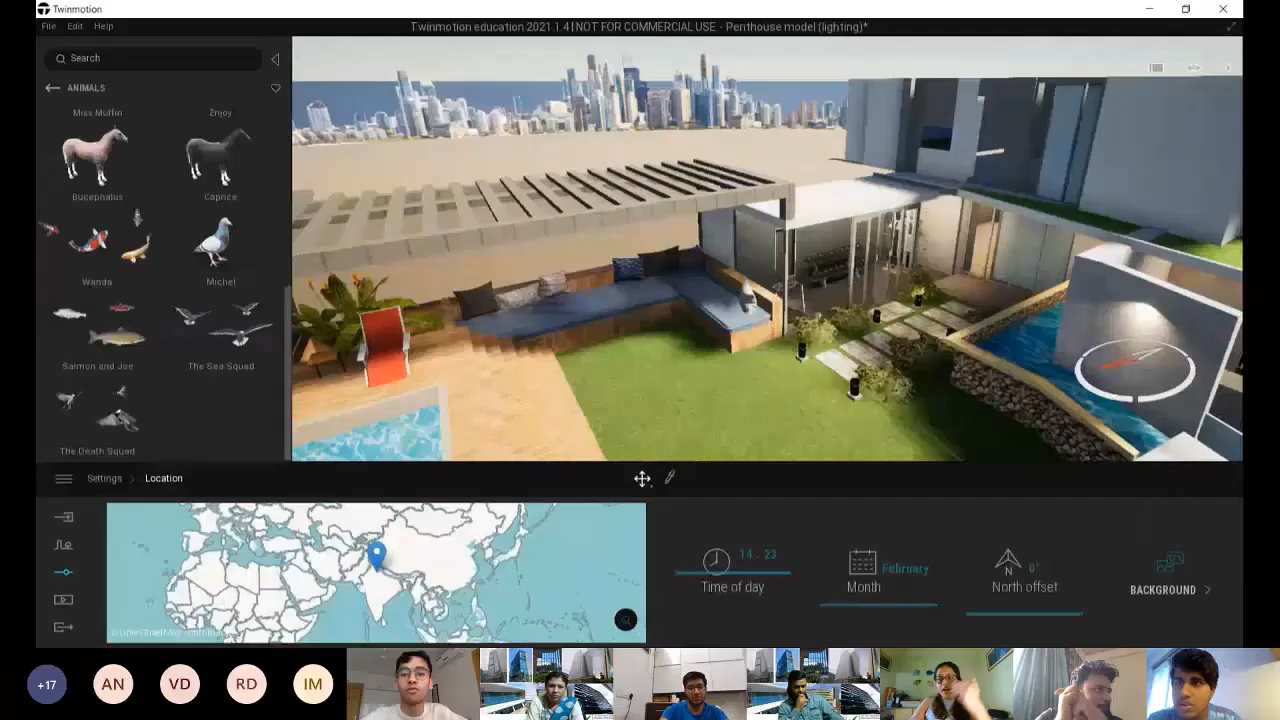 Twinmotion
File Edit Help
Twinmotion education 2021.1.4 | NOT FOR COMMERCIAL USE - Penthouse model (lighting)*
Search
ANIMALS
Miss Muffin Enjoy
Bucephalus Caprice
Wanda Michel
Salmon and Joe The Sea Squad
The Death Squad
Settings Location
14 : 23
Time of day
February
Month
N
0°
North offset
BACKGROUND
+17 AN VD RD IM